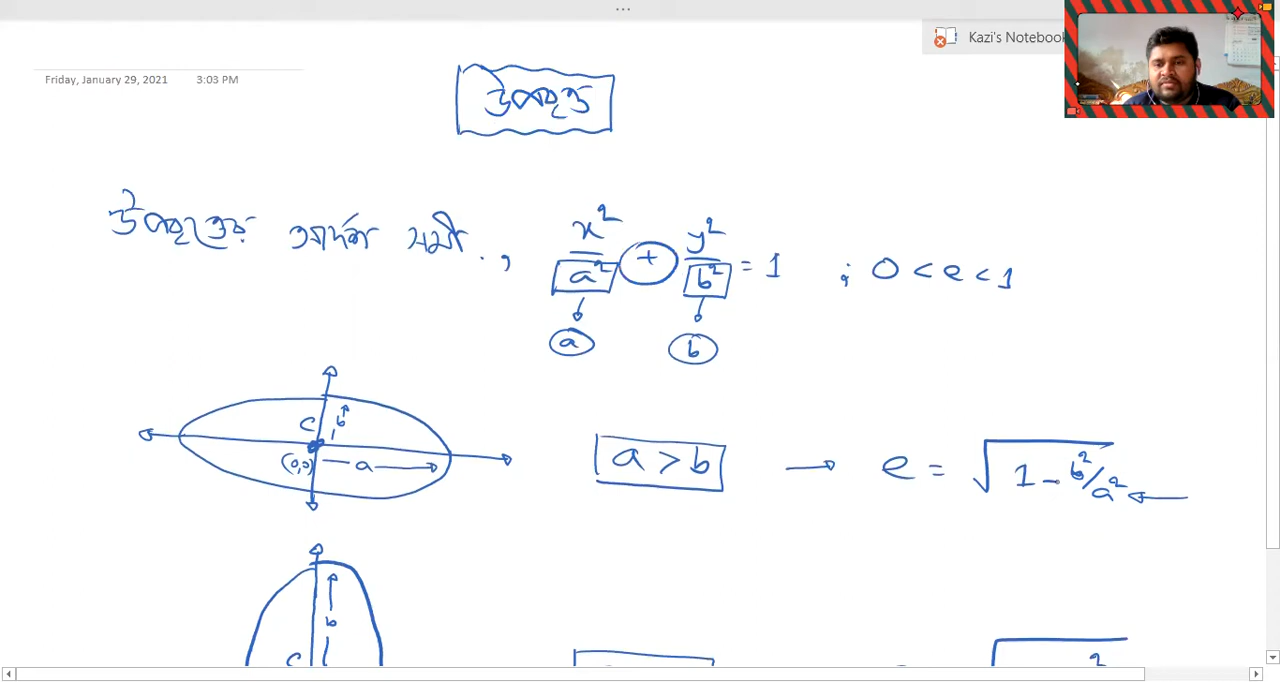 Kazi's Notebook
Friday, January 29, 2021 3:03 PM
উপবৃত্ত
উপবৃত্তের আদর্শ সমী. , x²/a² + y²/b² = 1 ; 0 < e < 1
a b
C b
(0,0) a
a > b → e = √(1 - b²/a²) ←
b
C
2